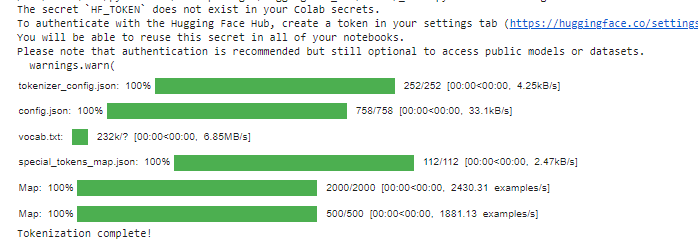 The secret `HF_TOKEN` does not exist in your Colab secrets.
To authenticate with the Hugging Face Hub, create a token in your settings tab (https://huggingface.co/settings
You will be able to reuse this secret in all of your notebooks.
Please note that authentication is recommended but still optional to access public models or datasets.
warnings.warn(
tokenizer_config.json: 100% 252/252 [00:00<00:00, 4.25kB/s]
config.json: 100% 758/758 [00:00<00:00, 33.1kB/s]
vocab.txt: 232k/? [00:00<00:00, 6.85MB/s]
special_tokens_map.json: 100% 112/112 [00:00<00:00, 2.47kB/s]
Map: 100% 2000/2000 [00:00<00:00, 2430.31 examples/s]
Map: 100% 500/500 [00:00<00:00, 1881.13 examples/s]
Tokenization complete!